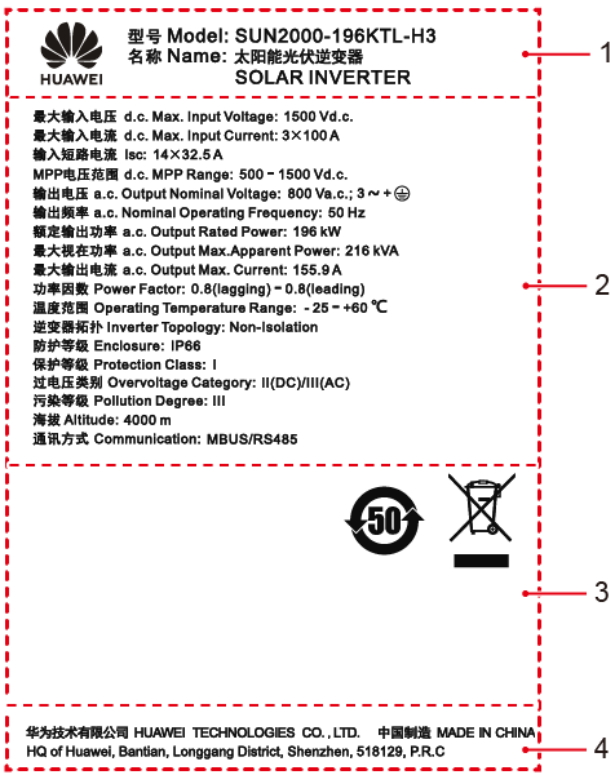 HUAWEI
型号 Model: SUN2000-196KTL-H3
名称 Name: 太阳能光伏逆变器
SOLAR INVERTER
1
最大输入电压 d.c. Max. Input Voltage: 1500 Vd.c.
最大输入电流 d.c. Max. Input Current: 3×100 A
输入短路电流 Isc: 14×32.5 A
MPP电压范围 d.c. MPP Range: 500 - 1500 Vd.c.
输出电压 a.c. Output Nominal Voltage: 800 Va.c.; 3 ~ + ⏚
输出频率 a.c. Nominal Operating Frequency: 50 Hz
额定输出功率 a.c. Output Rated Power: 196 kW
最大视在功率 a.c. Output Max.Apparent Power: 216 kVA
最大输出电流 a.c. Output Max. Current: 155.9 A
功率因数 Power Factor: 0.8(lagging) - 0.8(leading)
温度范围 Operating Temperature Range: - 25 - +60 ℃
逆变器拓扑 Inverter Topology: Non-Isolation
防护等级 Enclosure: IP66
保护等级 Protection Class: I
过电压类别 Overvoltage Category: II(DC)/III(AC)
污染等级 Pollution Degree: III
海拔 Altitude: 4000 m
通讯方式 Communication: MBUS/RS485
2
50
3
华为技术有限公司 HUAWEI TECHNOLOGIES CO., LTD. 中国制造 MADE IN CHINA
HQ of Huawei, Bantian, Longgang District, Shenzhen, 518129, P.R.C
4